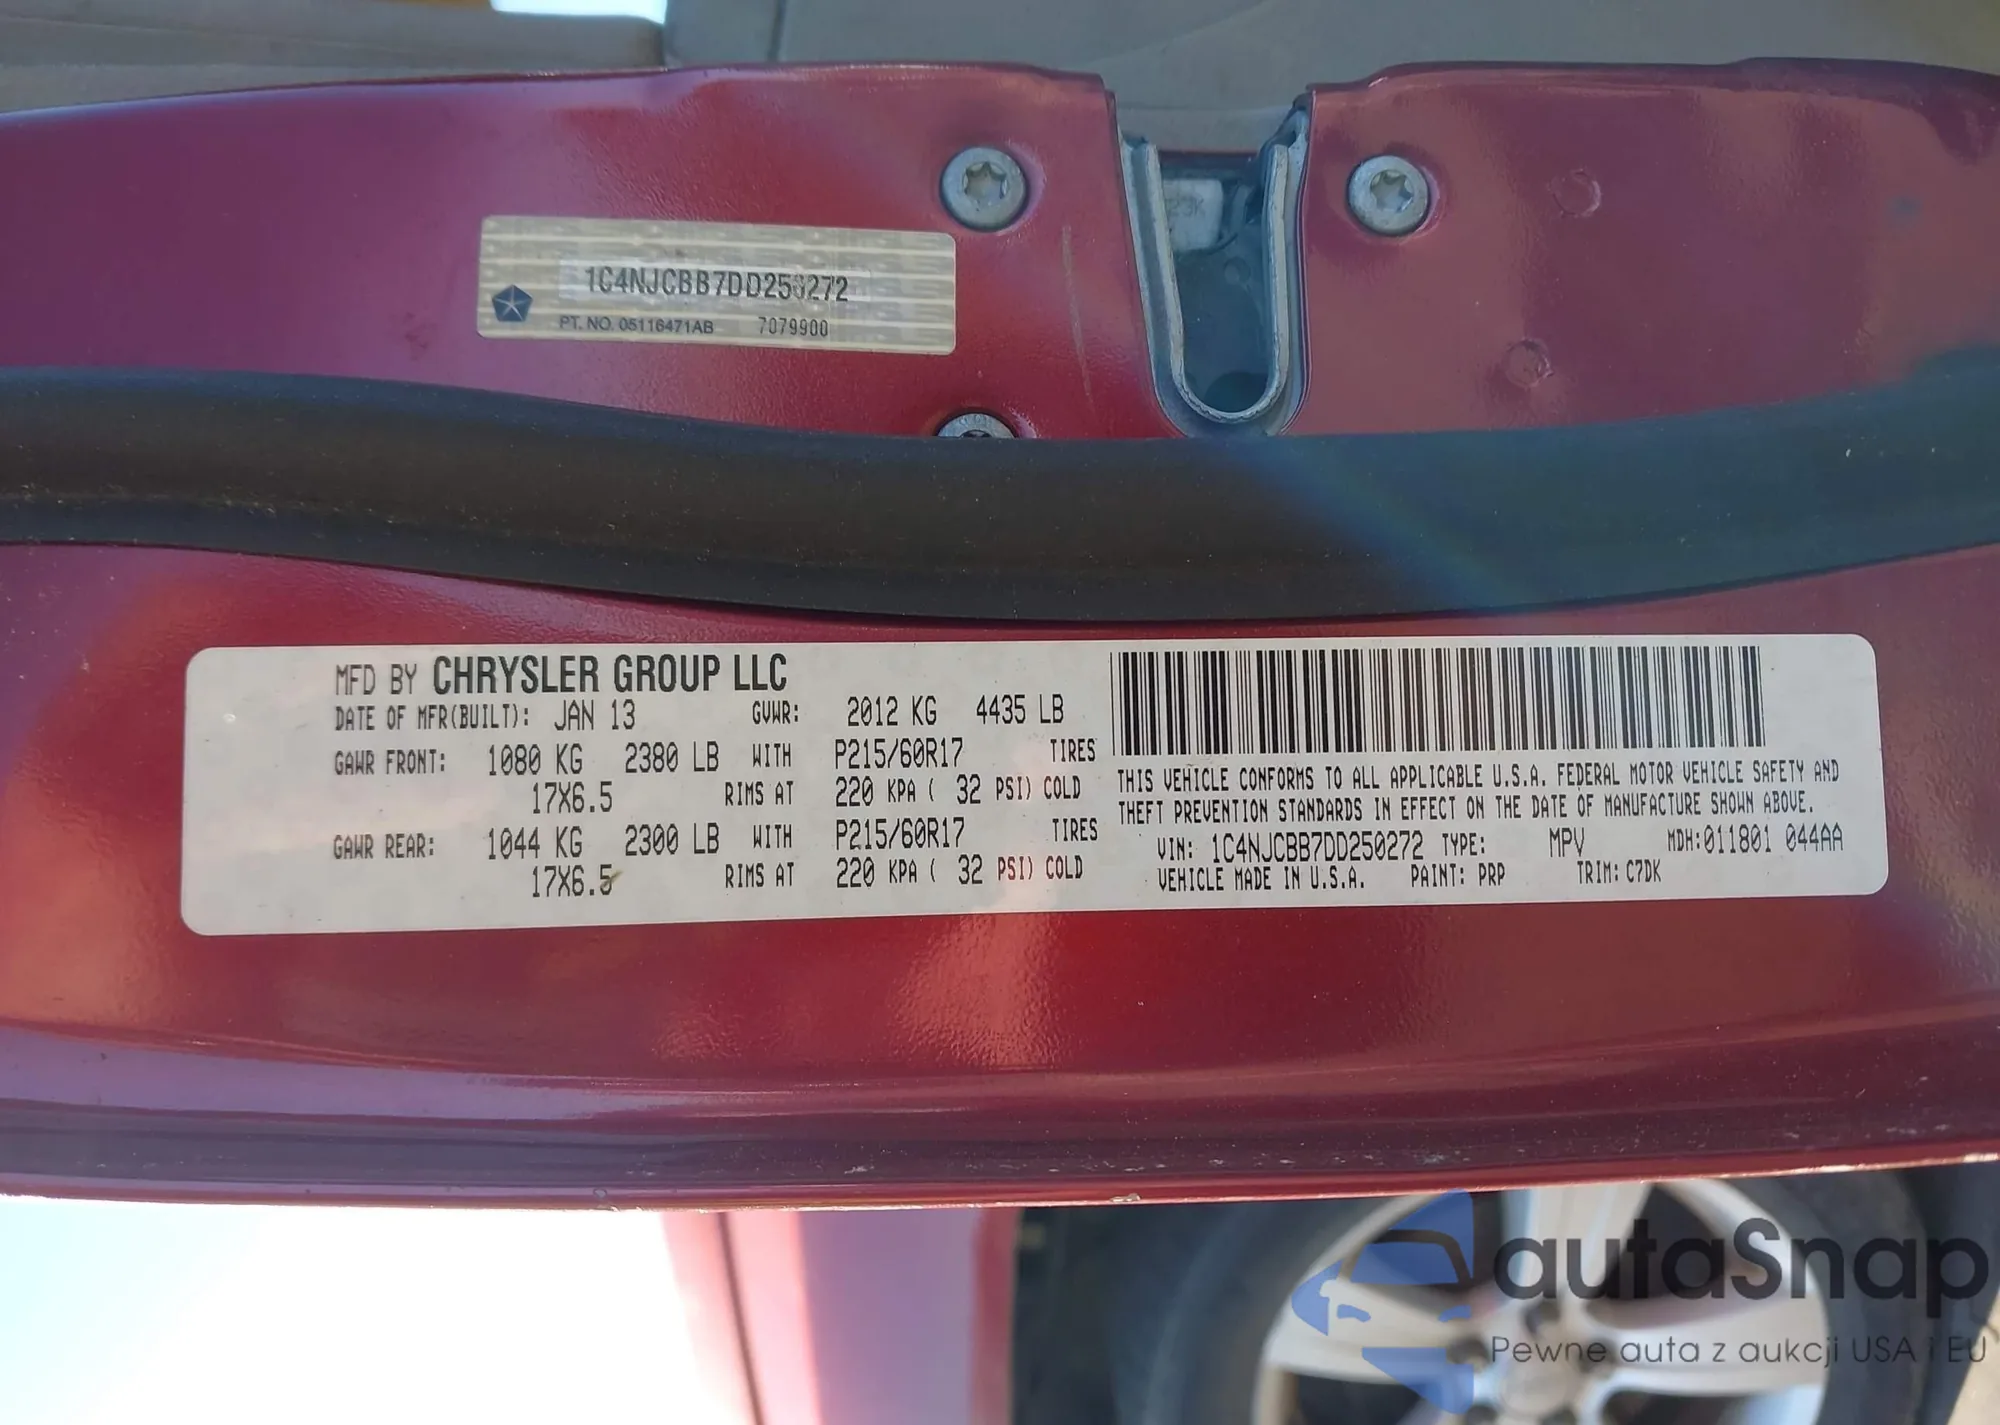 1C4NJCBB7DD250272
PT. NO. 05116471AB 7079900
MFD BY CHRYSLER GROUP LLC
DATE OF MFR(BUILT): JAN 13 GVWR: 2012 KG 4435 LB
GAWR FRONT: 1080 KG 2380 LB WITH P215/60R17 TIRES
17X6.5 RIMS AT 220 KPA ( 32 PSI) COLD
GAWR REAR: 1044 KG 2300 LB WITH P215/60R17 TIRES
17X6.5 RIMS AT 220 KPA ( 32 PSI) COLD
THIS VEHICLE CONFORMS TO ALL APPLICABLE U.S.A. FEDERAL MOTOR VEHICLE SAFETY AND
THEFT PREVENTION STANDARDS IN EFFECT ON THE DATE OF MANUFACTURE SHOWN ABOVE.
VIN: 1C4NJCBB7DD250272 TYPE: MPV MDH:011801 044AA
VEHICLE MADE IN U.S.A. PAINT: PRP TRIM: C7DK
autaSnap
Pewne auta z aukcji USA i EU